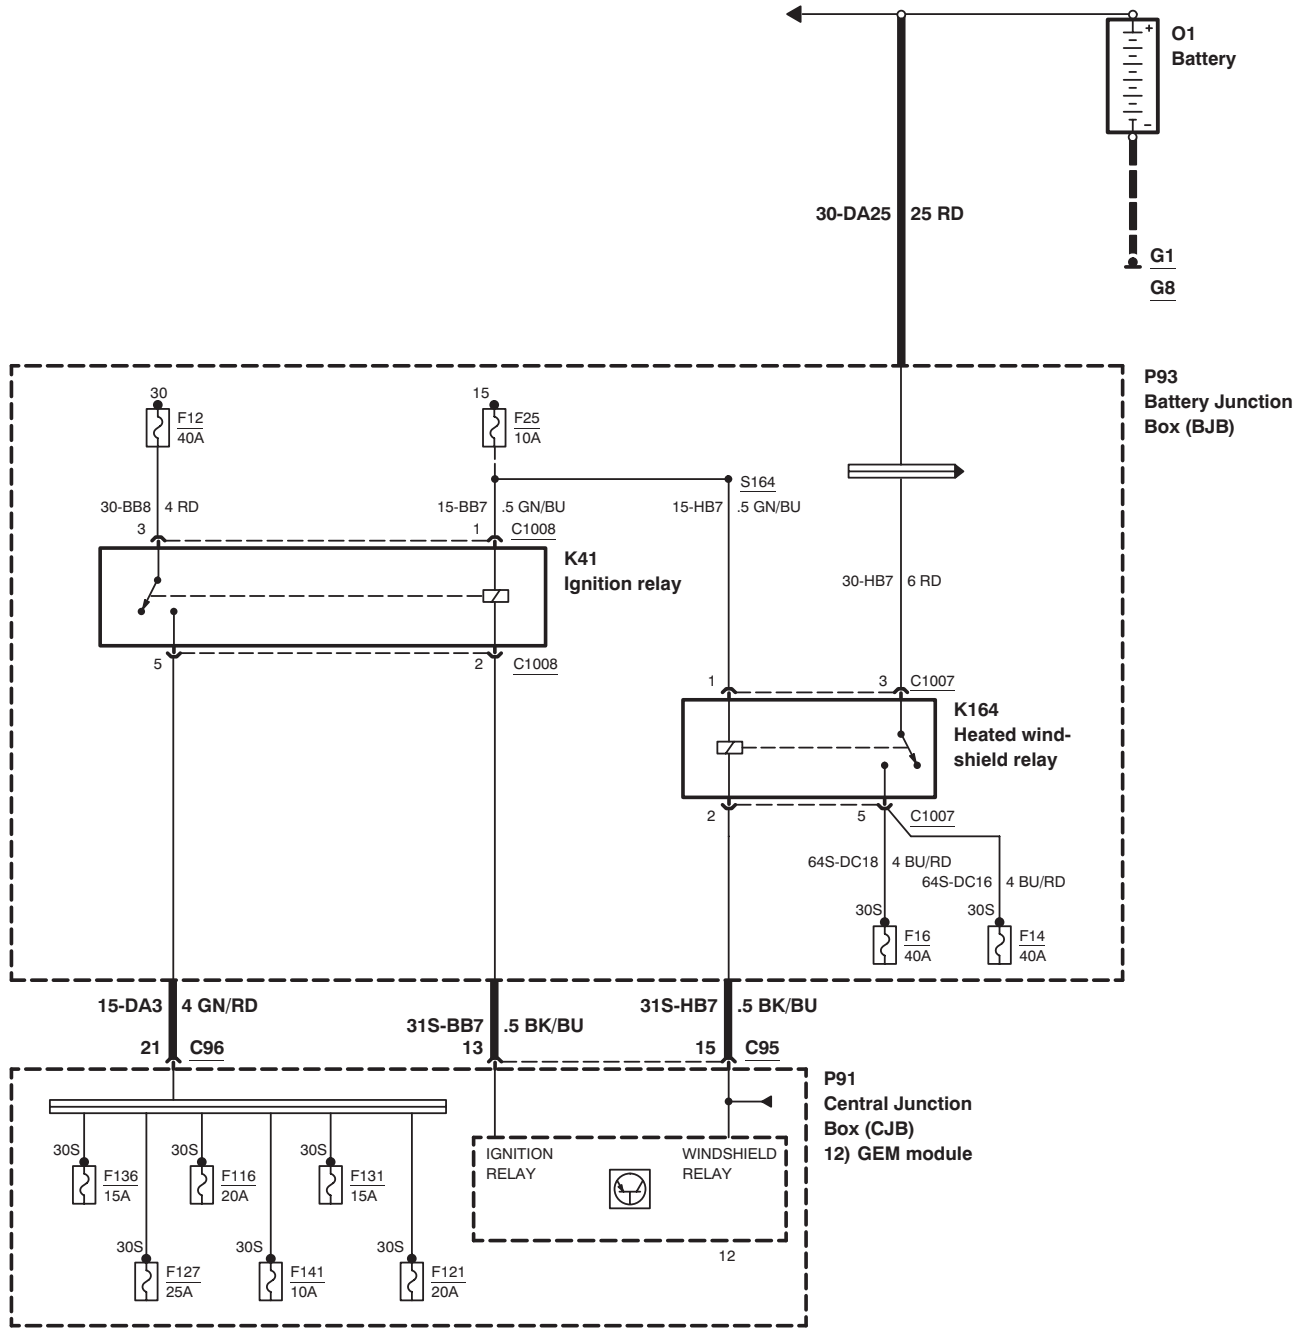 +
O1
Battery
–
30-DA25 25 RD
G1
G8
P93
Battery Junction
Box (BJB)
30
F12
40A
15
F25
10A
S164
30-BB8 4 RD
15-BB7 .5 GN/BU
15-HB7 .5 GN/BU
3
1
C1008
K41
Ignition relay
30-HB7 6 RD
5
2
C1008
1
3
C1007
K164
Heated wind-
shield relay
2
5
C1007
64S-DC18 4 BU/RD
64S-DC16 4 BU/RD
30S
F16
40A
30S
F14
40A
15-DA3 4 GN/RD
31S-BB7 .5 BK/BU
31S-HB7 .5 BK/BU
21
C96
13
15
C95
P91
Central Junction
Box (CJB)
12) GEM module
30S
F136
15A
30S
F116
20A
30S
F131
15A
IGNITION
RELAY
WINDSHIELD
RELAY
30S
F127
25A
30S
F141
10A
30S
F121
20A
12